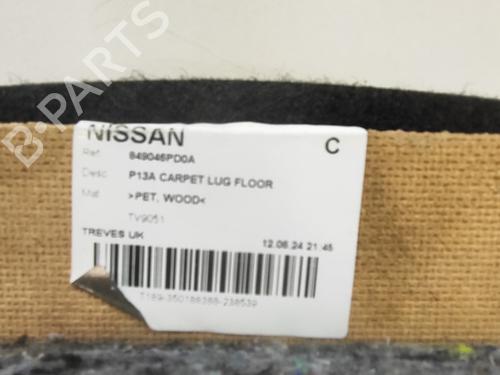 B-PARTS
NISSAN
C
Ref. 849046PD0A
Desc. P13A CARPET LUG FLOOR
Mat. >PET, WOOD<
TV9051
TREVES UK
12.06.24 21:45
T189-350188388-238539